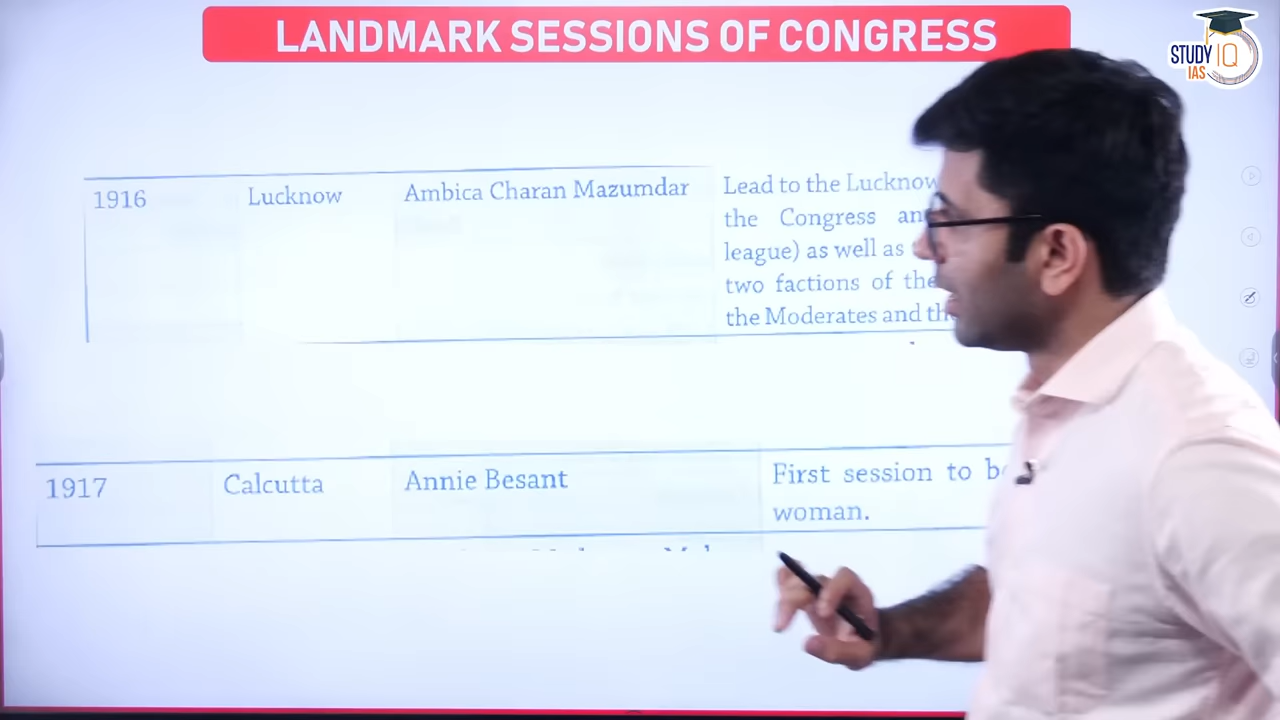 LANDMARK SESSIONS OF CONGRESS
STUDY IQ
IAS
1916 Lucknow Ambica Charan Mazumdar Lead to the Lucknow
the Congress
league) as well as
two factions of the
the Moderates and
1917 Calcutta Annie Besant First session to
woman.